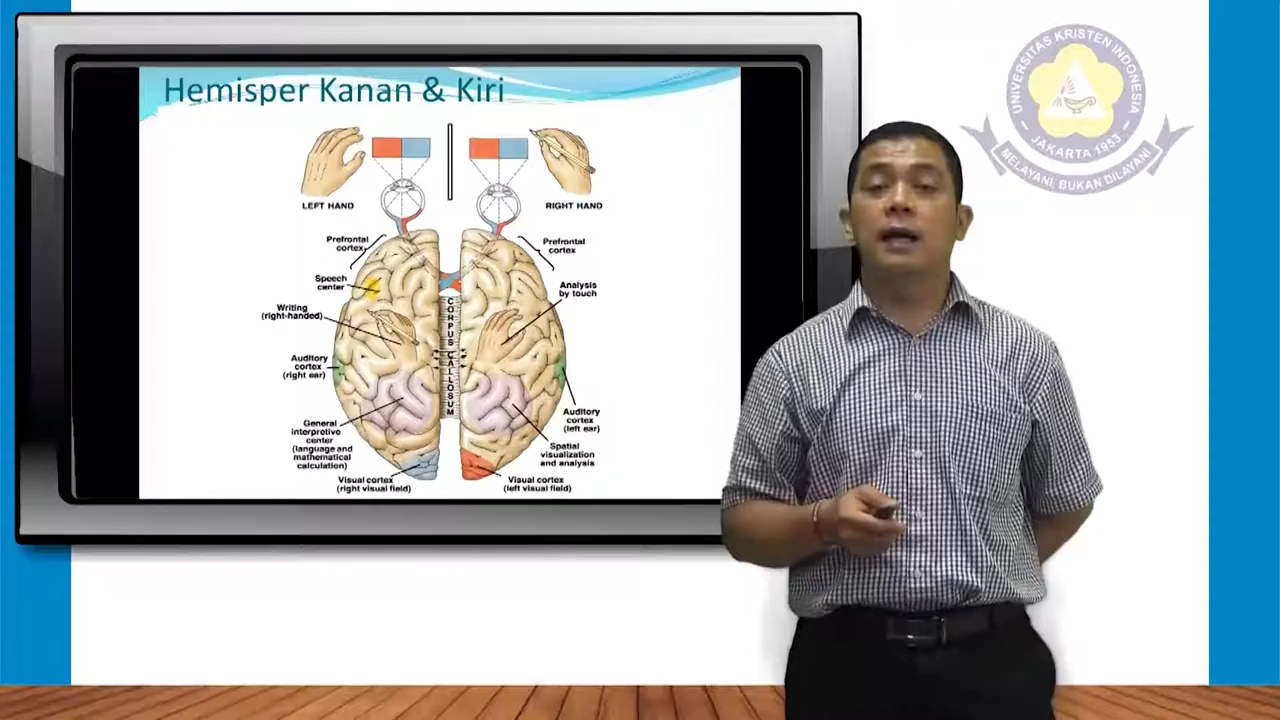 Hemisper Kanan & Kiri
LEFT HAND
RIGHT HAND
Prefrontal
cortex
Prefrontal
cortex
Speech
center
Analysis
by touch
Writing
(right-handed)
CORPUS CALLOSUM
Auditory
cortex
(right ear)
Auditory
cortex
(left ear)
General
interpretive
center
(language and
mathematical
calculation)
Spatial
visualization
and analysis
Visual cortex
(right visual field)
Visual cortex
(left visual field)
UNIVERSITAS KRISTEN INDONESIA
- JAKARTA 1953 -
MELAYANI, BUKAN DILAYANI